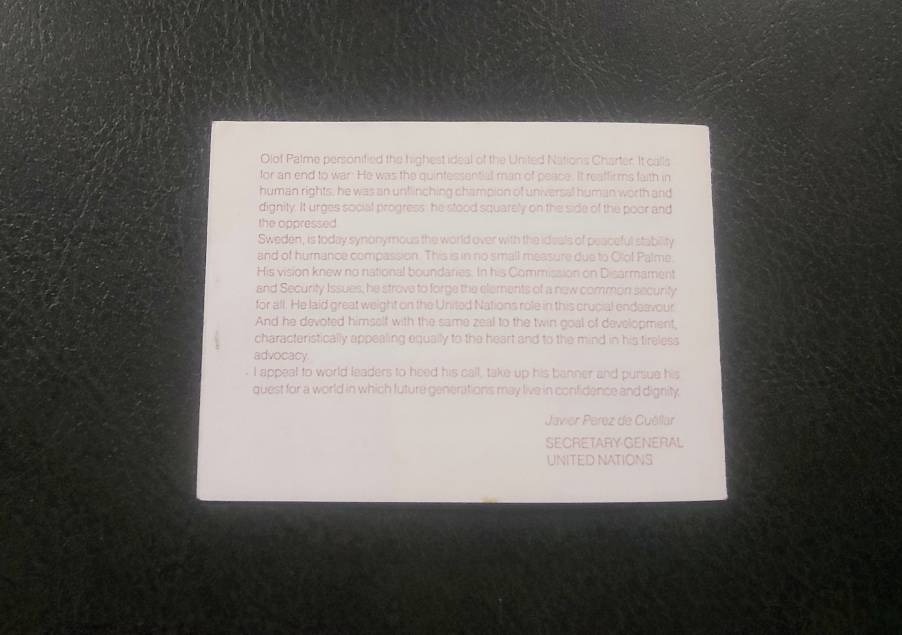 Olof Palme personified the highest ideal of the United Nations Charter. It calls
for an end to war: He was the quintessential man of peace. It reaffirms faith in
human rights: he was an unflinching champion of universal human worth and
dignity. It urges social progress: he stood squarely on the side of the poor and
the oppressed.
Sweden, is today synonymous the world over with the ideals of peaceful stability
and of humance compassion. This is in no small measure due to Olof Palme.
His vision knew no national boundaries. In his Commission on Disarmament
and Security Issues, he strove to forge the elements of a new common security
for all. He laid great weight on the United Nations role in this crucial endeavour.
And he devoted himself with the same zeal to the twin goal of development,
characteristically appealing equally to the heart and to the mind in his tireless
advocacy.
I appeal to world leaders to heed his call, take up his banner and pursue his
quest for a world in which future generations may live in confidence and dignity.
Javier Perez de Cuéllar
SECRETARY-GENERAL
UNITED NATIONS